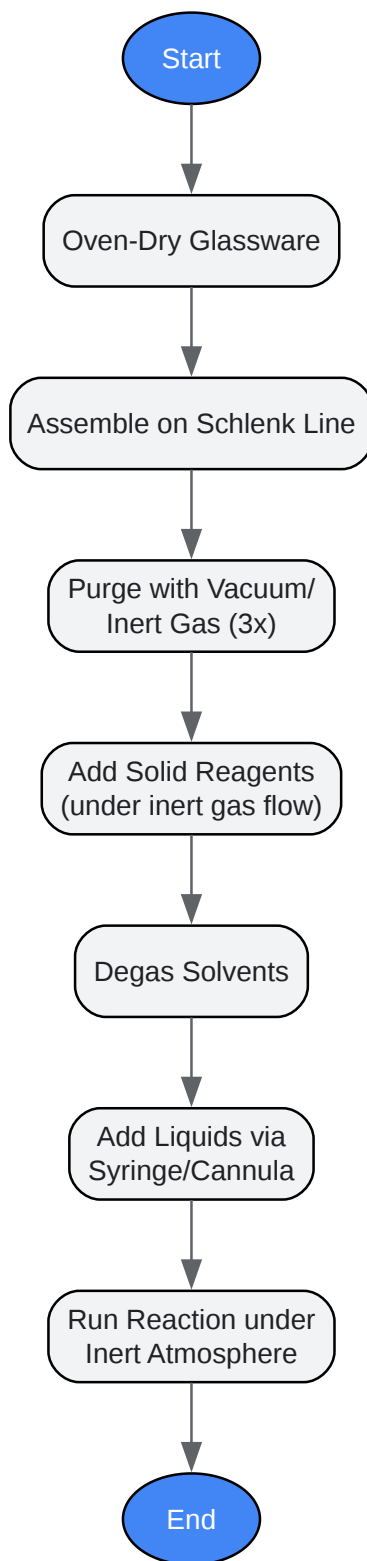 Start
Oven-Dry Glassware
Assemble on Schlenk Line
Purge with Vacuum/
Inert Gas (3x)
Add Solid Reagents
(under inert gas flow)
Degas Solvents
Add Liquids via
Syringe/Cannula
Run Reaction under
Inert Atmosphere
End